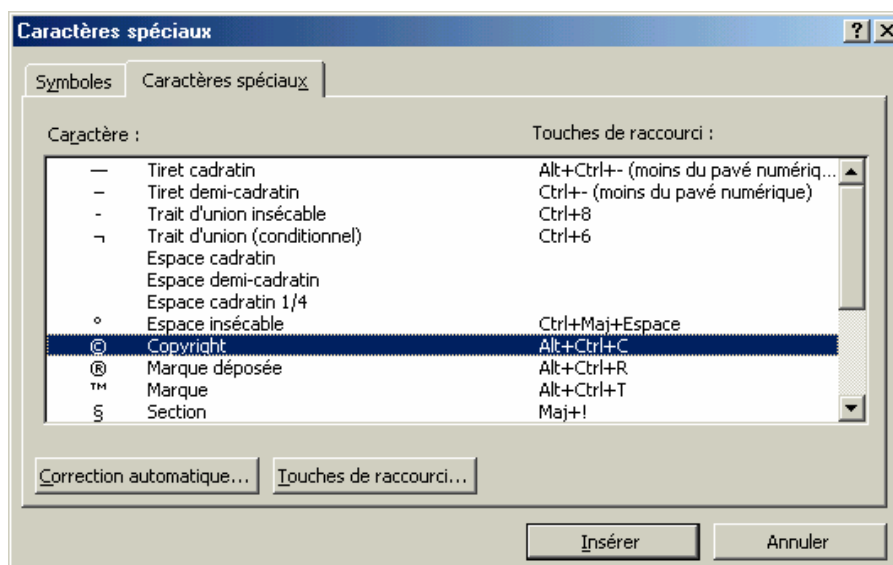 Caractères spéciaux
Symboles Caractères spéciaux
Caractère : Touches de raccourci :
— Tiret cadratin Alt+Ctrl+- (moins du pavé numériq...
– Tiret demi-cadratin Ctrl+- (moins du pavé numérique)
- Trait d'union insécable Ctrl+8
¬ Trait d'union (conditionnel) Ctrl+6
Espace cadratin
Espace demi-cadratin
Espace cadratin 1/4
° Espace insécable Ctrl+Maj+Espace
© Copyright Alt+Ctrl+C
® Marque déposée Alt+Ctrl+R
™ Marque Alt+Ctrl+T
§ Section Maj+!
Correction automatique... Touches de raccourci...
Insérer Annuler